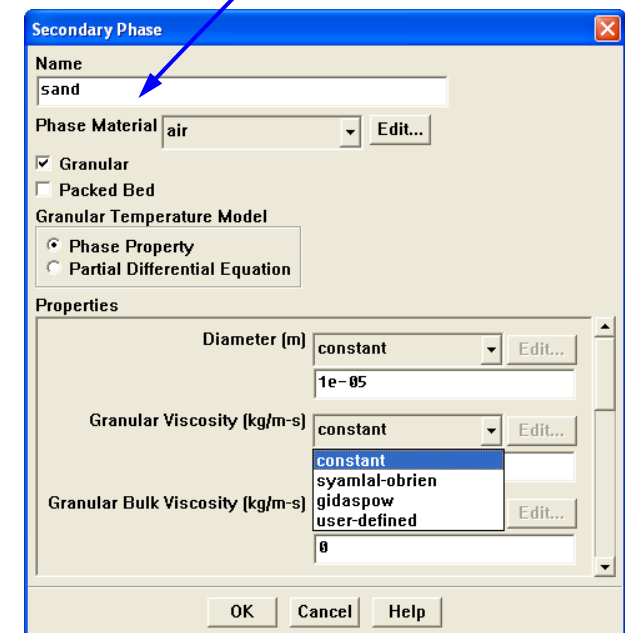 Secondary Phase
Name
sand
Phase Material air Edit...
Granular
Packed Bed
Granular Temperature Model
Phase Property
Partial Differential Equation
Properties
Diameter (m) constant Edit...
1e-05
Granular Viscosity (kg/m-s) constant Edit...
constant
syamlal-obrien
Granular Bulk Viscosity (kg/m-s) gidaspow Edit...
user-defined
0
OK Cancel Help